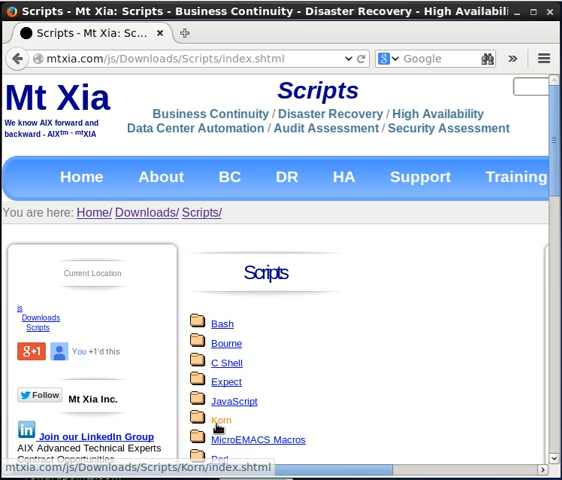 Scripts - Mt Xia: Scripts - Business Continuity - Disaster Recovery - High Availabili
Scripts - Mt Xia: Sc...
mtxia.com/js/Downloads/Scripts/index.shtml
Google
Mt Xia
We know AIX forward and
backward - AIXtm - mtXIA
Scripts
Business Continuity / Disaster Recovery / High Availability
Data Center Automation / Audit Assessment / Security Assessment
Home About BC DR HA Support Training
You are here: Home/ Downloads/ Scripts/
Current Location
js
Downloads
Scripts
g+1 You +1'd this
Follow Mt Xia Inc.
in Join our LinkedIn Group
AIX Advanced Technical Experts
Contract Opportunities
Scripts
Bash
Bourne
C Shell
Expect
JavaScript
Korn
MicroEMACS Macros
Perl
mtxia.com/js/Downloads/Scripts/Korn/index.shtml